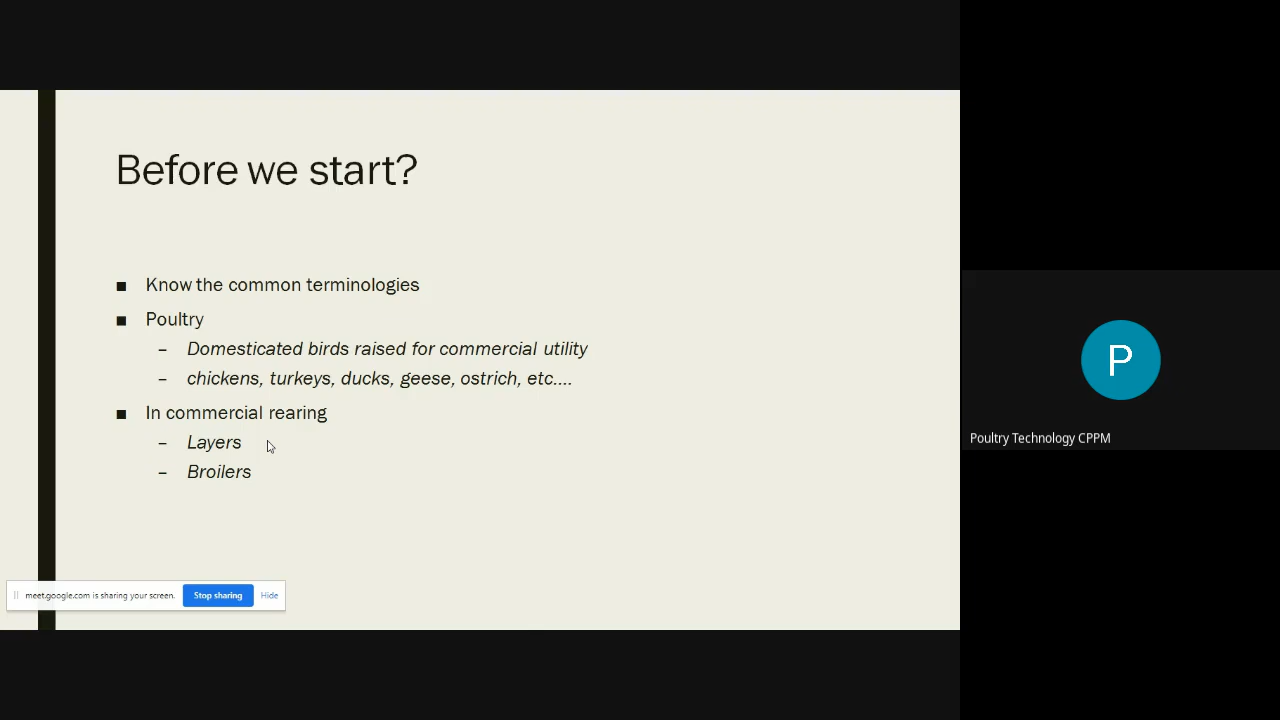 Before we start?
■ Know the common terminologies
■ Poultry
– Domesticated birds raised for commercial utility
– chickens, turkeys, ducks, geese, ostrich, etc....
■ In commercial rearing
– Layers
– Broilers
meet.google.com is sharing your screen. Stop sharing Hide
P
Poultry Technology CPPM